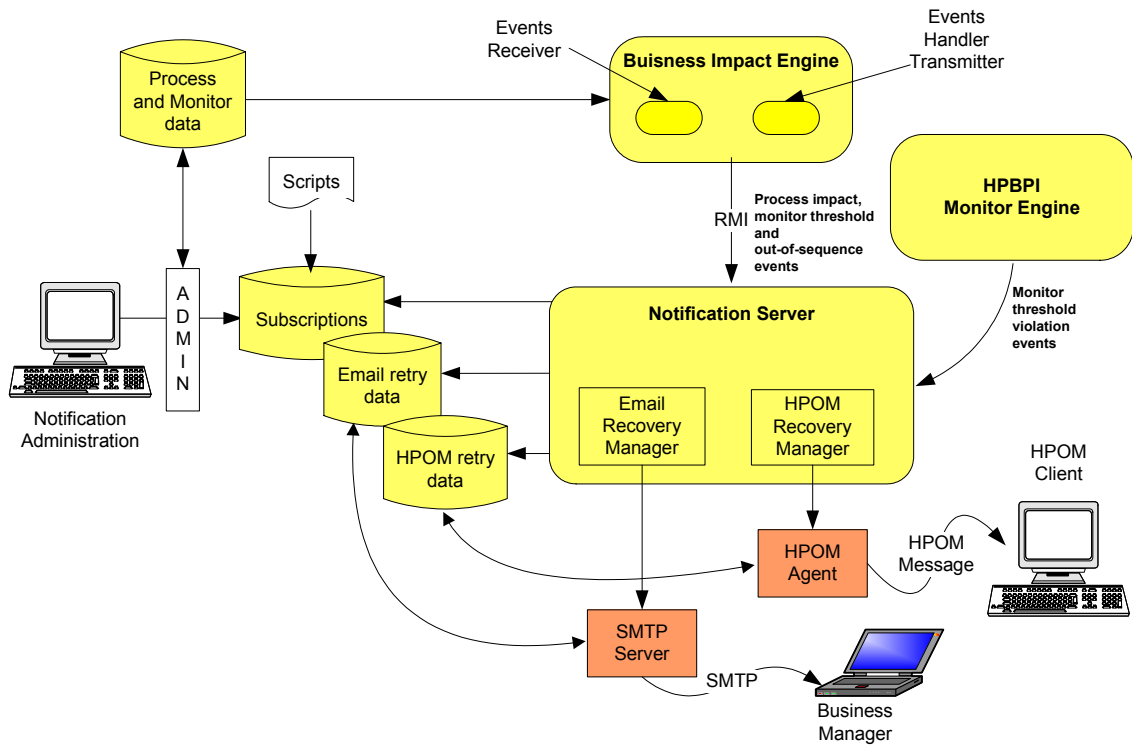 Events
Receiver
Events
Handler
Transmitter
Buisness Impact Engine
Process
and Monitor
data
Scripts
HPBPI
Monitor Engine
RMI
Process impact,
monitor threshold
and
out-of-sequence
events
A
D
M
I
N
Subscriptions
Notification Server
Monitor
threshold
violation
events
Email retry
data
Email
Recovery
Manager
HPOM
Recovery
Manager
Notification
Administration
HPOM retry
data
HPOM
Client
HPOM
Agent
HPOM
Message
SMTP
Server
SMTP
Business
Manager